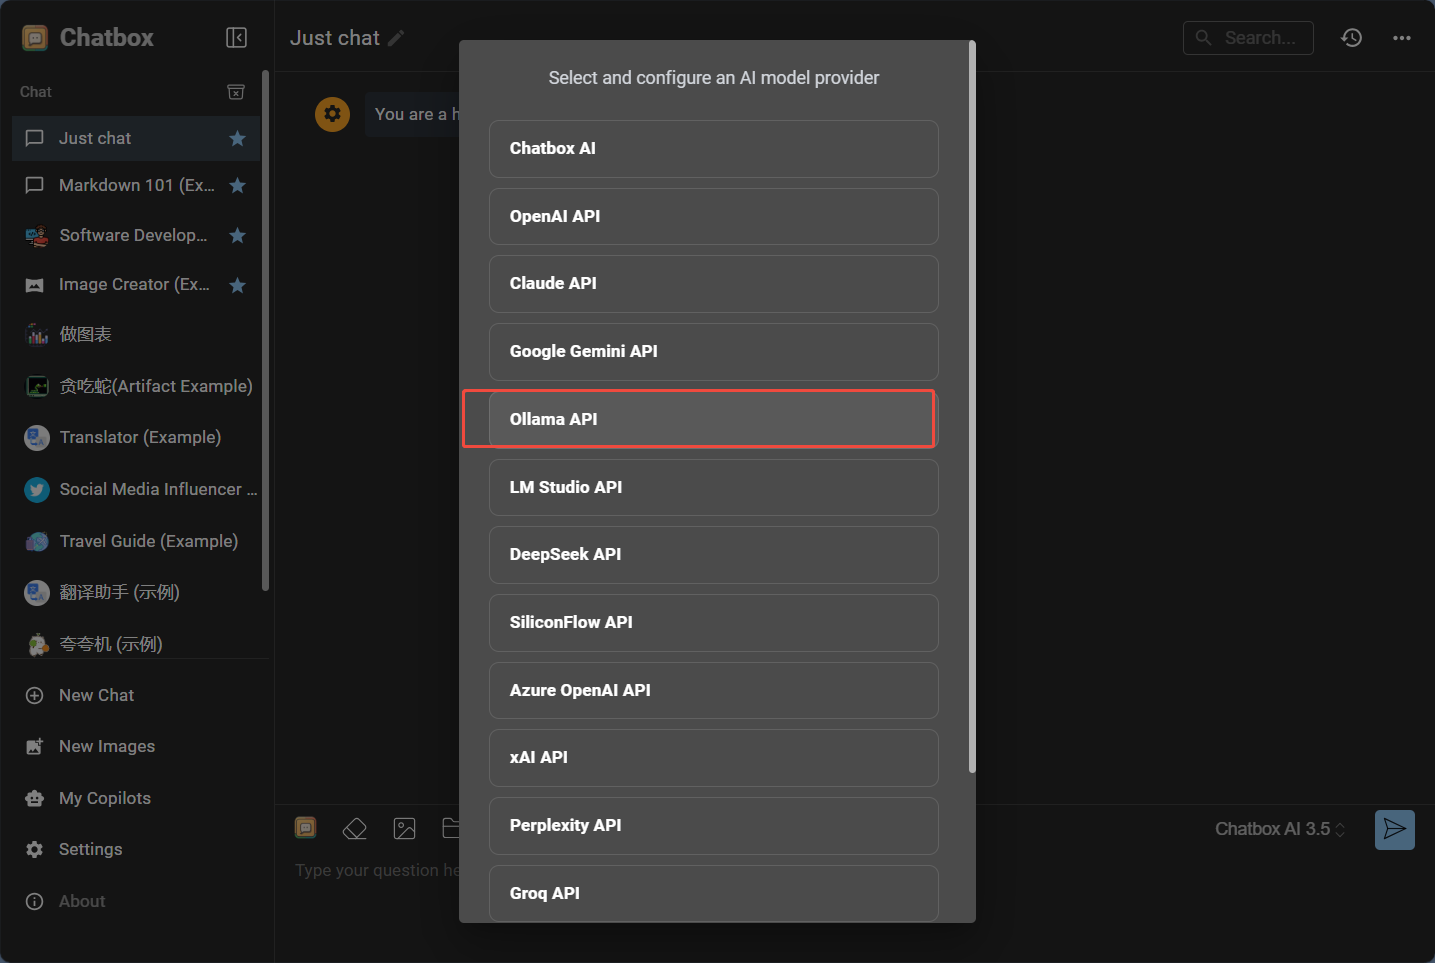 Chatbox
Chat
Just chat
Markdown 101 (Ex...
Software Develop...
Image Creator (Ex...
做图表
贪吃蛇(Artifact Example)
Translator (Example)
Social Media Influencer ...
Travel Guide (Example)
翻译助手 (示例)
夸夸机 (示例)
New Chat
New Images
My Copilots
Settings
About
Just chat
Search...
You are a h
Select and configure an AI model provider
Chatbox AI
OpenAI API
Claude API
Google Gemini API
Ollama API
LM Studio API
DeepSeek API
SiliconFlow API
Azure OpenAI API
xAI API
Perplexity API
Groq API
Chatbox AI 3.5
Type your question he